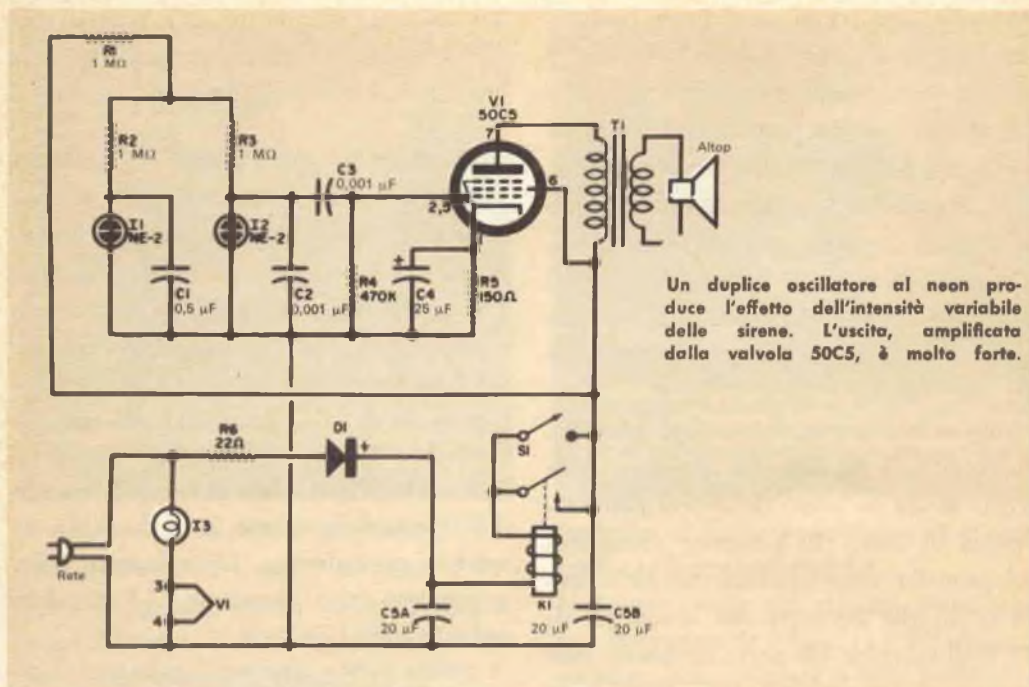 R1
1 MΩ
R2
1 MΩ
R3
1 MΩ
I1
NE-2
I2
NE-2
C1
0,5 µF
C2
0,001 µF
C3
0,001 µF
R4
470K
C4
+
25 µF
R5
150Ω
V1
50C5
7
6
2,5
1
T1
Altop
Un duplice oscillatore al neon pro-
duce l'effetto dell'intensità variabile
delle sirene. L'uscita, amplificata
dalla valvola 50C5, è molto forte.
R6
22Ω
D1
+
S1
I3
Rete
3
4
V1
C5A
20 µF
K1
20 µF
C5B
20 µF